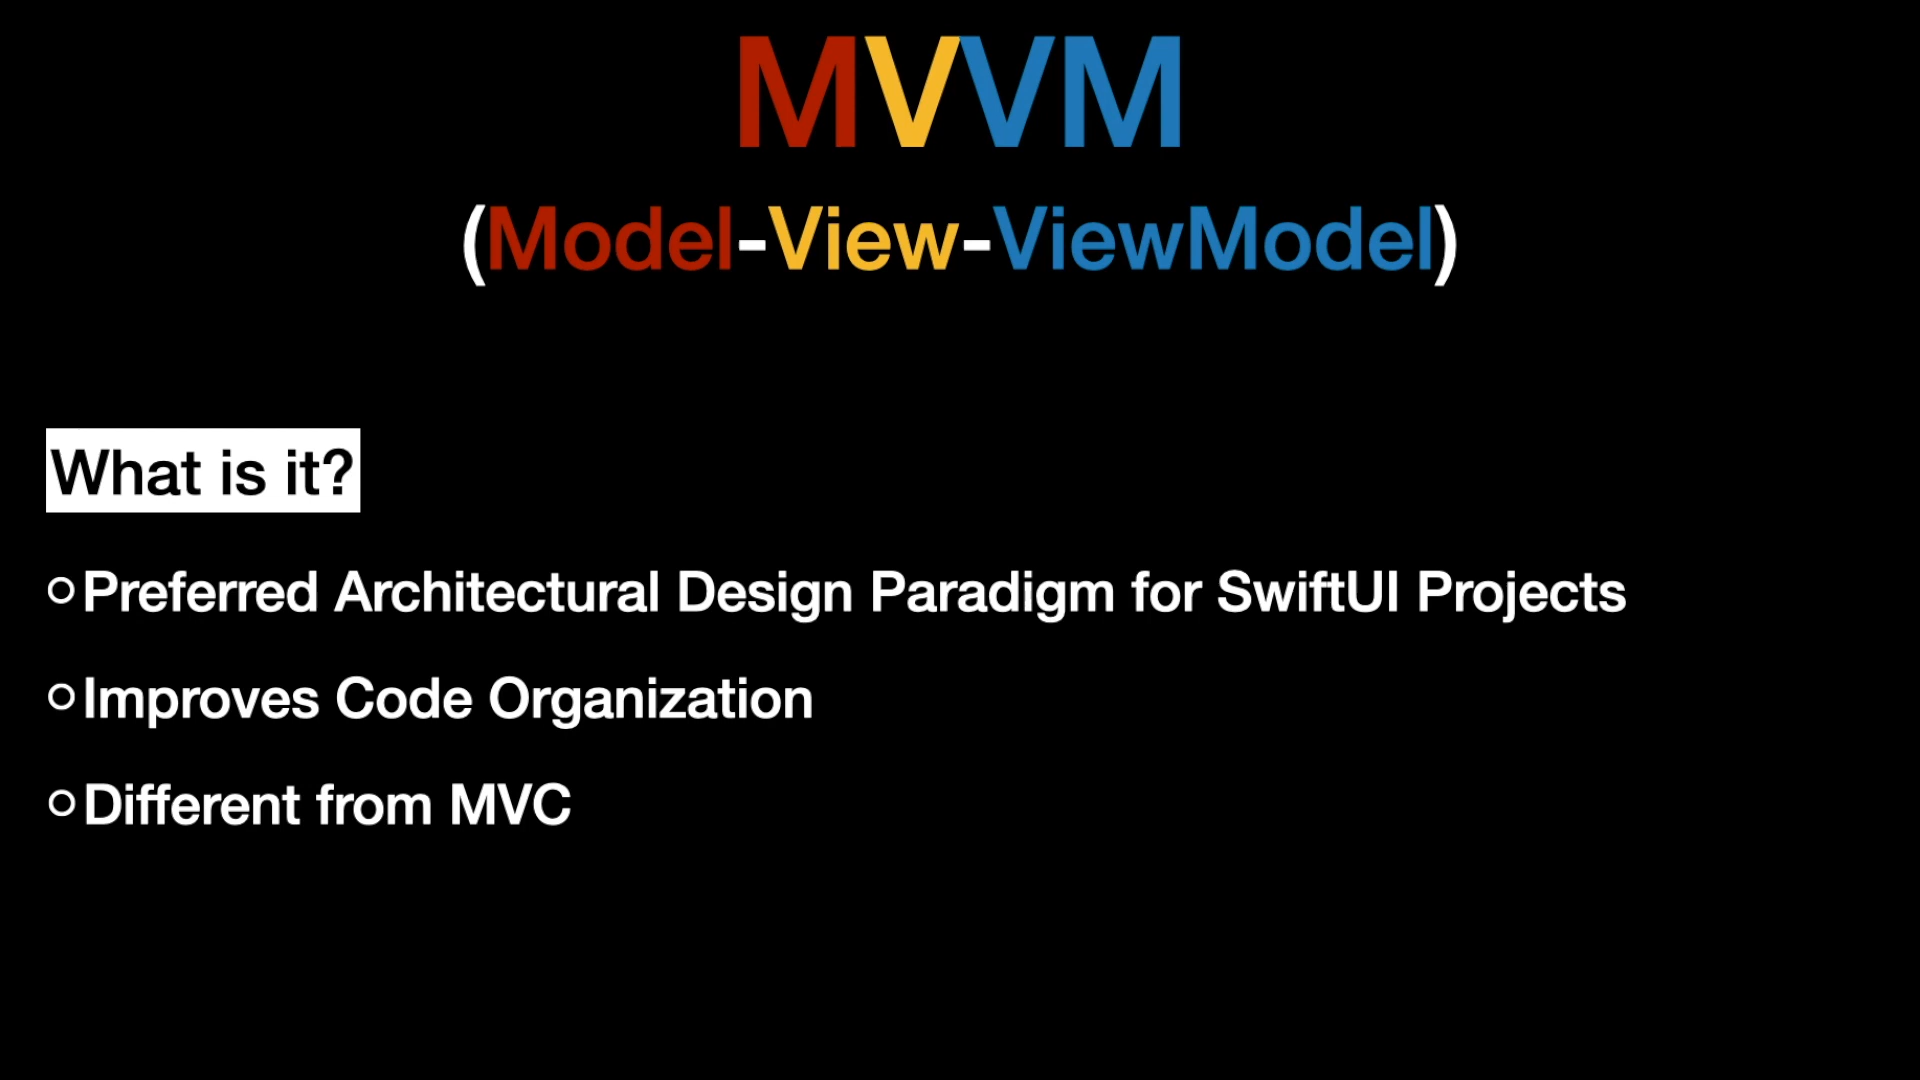 MVVM
(Model-View-ViewModel)
What is it?
Preferred Architectural Design Paradigm for SwiftUI Projects
Improves Code Organization
Different from MVC